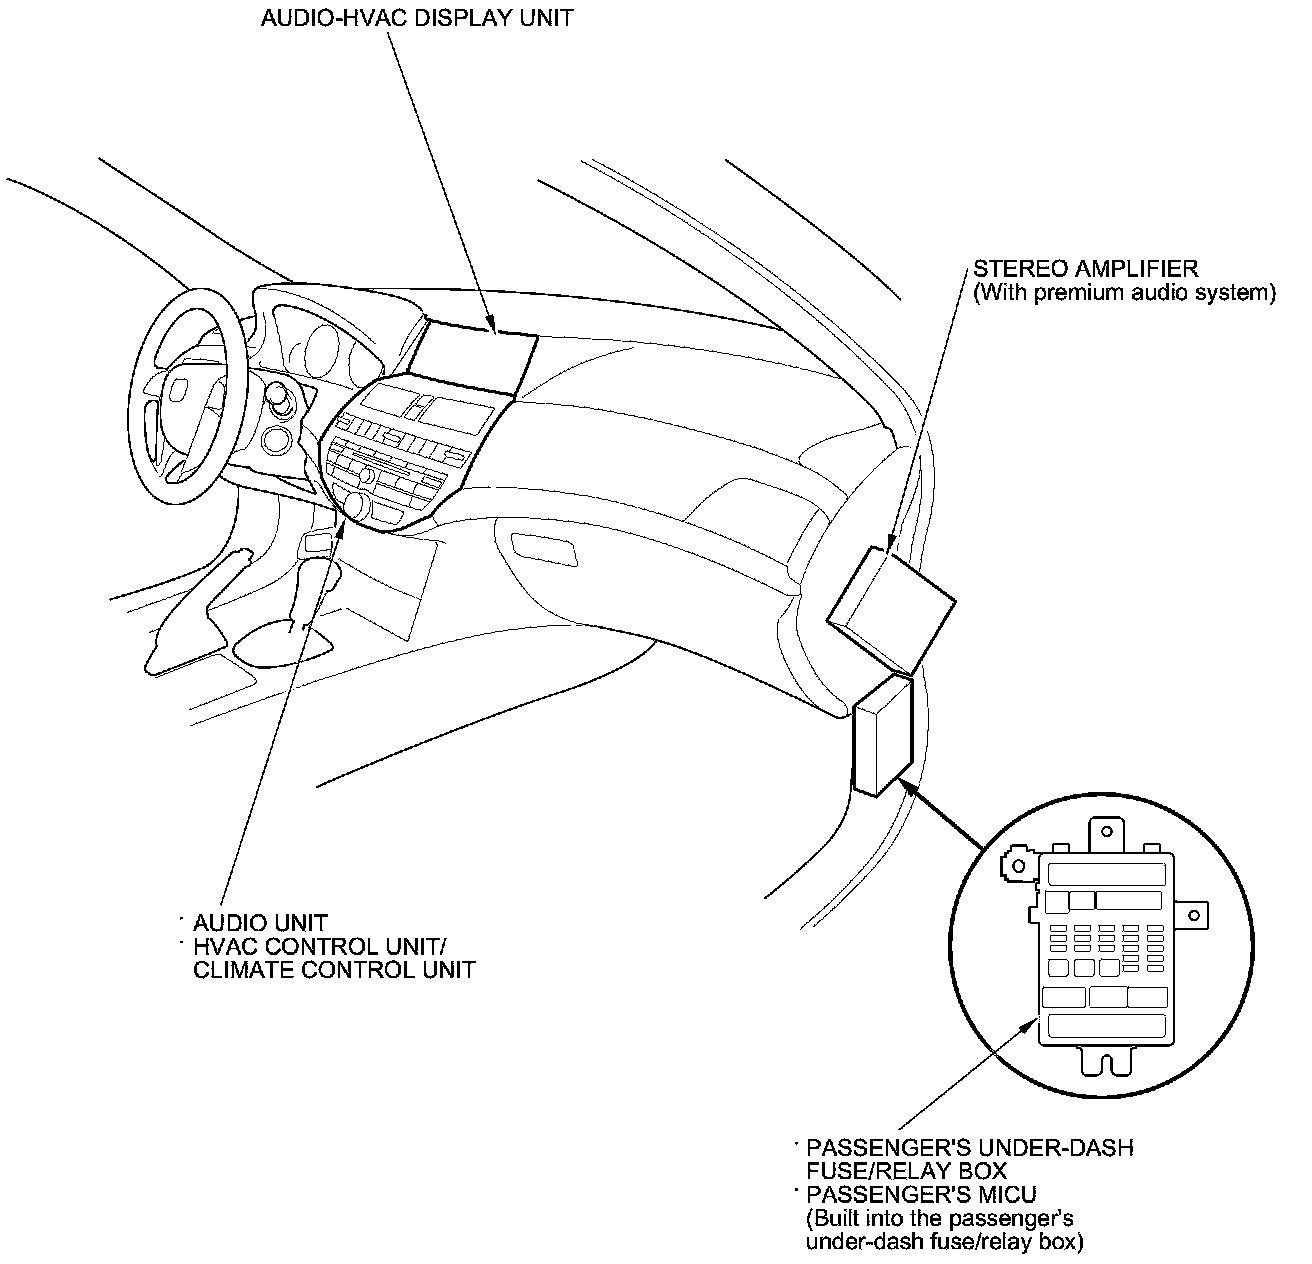 AUDIO-HVAC DISPLAY UNIT
STEREO AMPLIFIER
(With premium audio system)
· AUDIO UNIT
· HVAC CONTROL UNIT/
CLIMATE CONTROL UNIT
· PASSENGER'S UNDER-DASH
FUSE/RELAY BOX
· PASSENGER'S MICU
(Built into the passenger's
under-dash fuse/relay box)